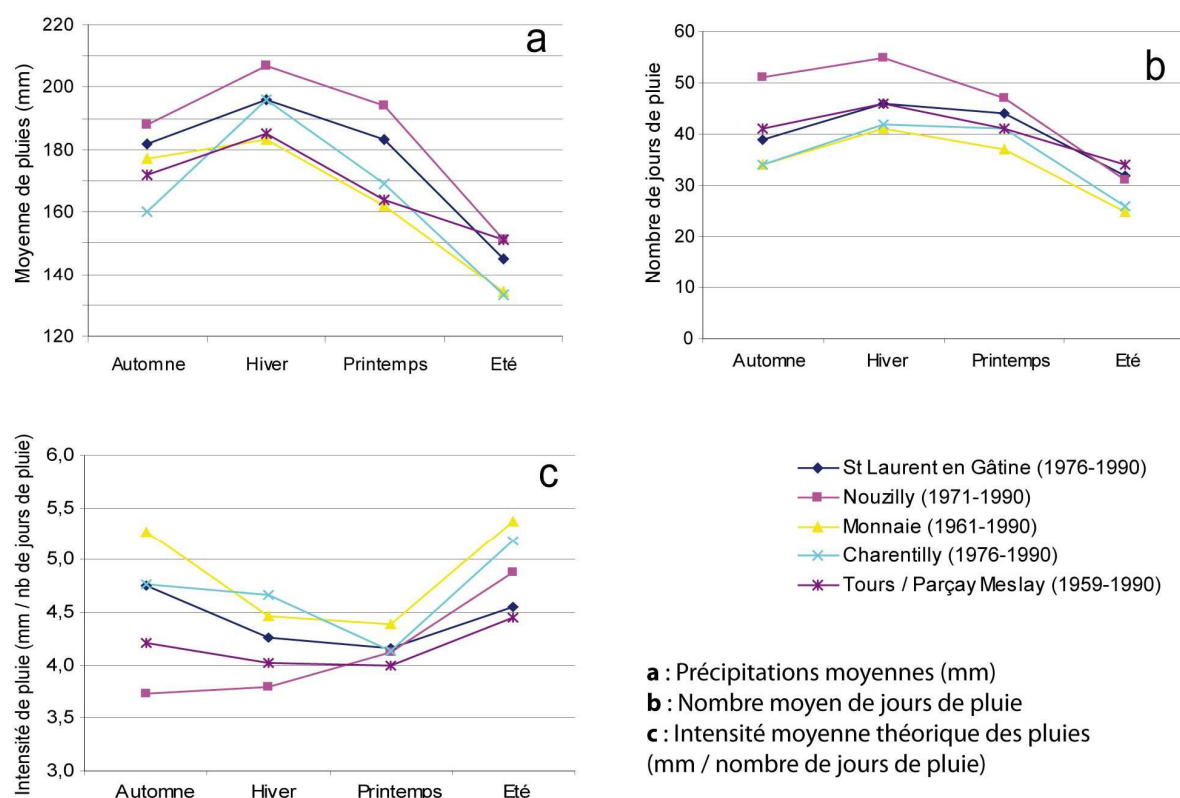 a
Moyenne de pluies (mm)
220
200
180
160
140
120
Automne Hiver Printemps Eté
b
Nombre de jours de pluie
60
50
40
30
20
10
0
Automne Hiver Printemps Eté
c
Intensité de pluie (mm / nb de jours de pluie)
6,0
5,5
5,0
4,5
4,0
3,5
3,0
Automne Hiver Printemps Eté
St Laurent en Gâtine (1976-1990)
Nouzilly (1971-1990)
Monnaie (1961-1990)
Charentilly (1976-1990)
Tours / Parçay Meslay (1959-1990)
a : Précipitations moyennes (mm)
b : Nombre moyen de jours de pluie
c : Intensité moyenne théorique des pluies
(mm / nombre de jours de pluie)